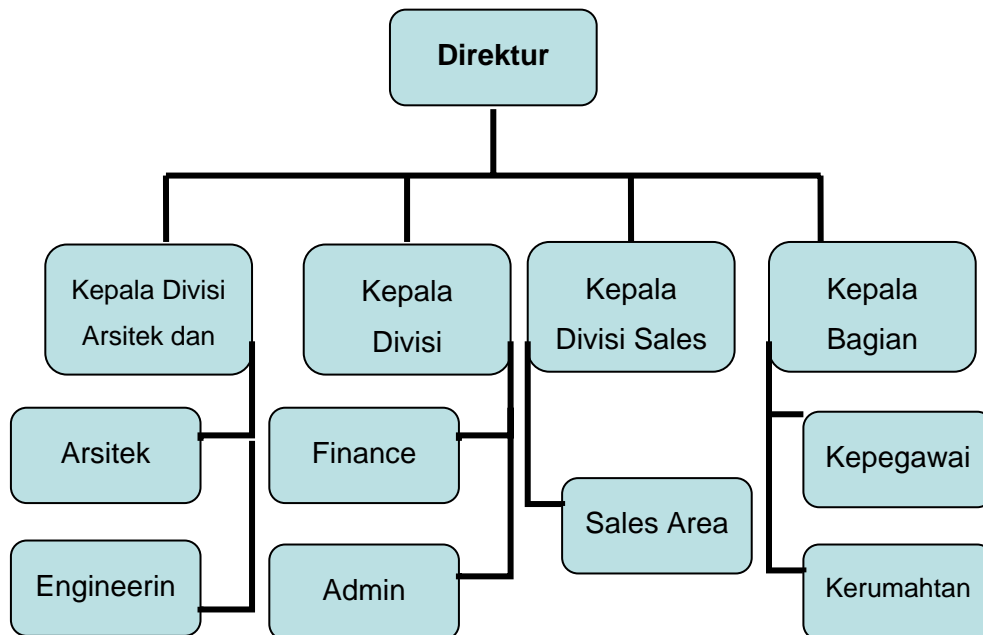 Direktur
Kepala Divisi
Arsitek dan
Kepala
Divisi
Kepala
Divisi Sales
Kepala
Bagian
Arsitek
Finance
Sales Area
Kepegawai
Engineerin
Admin
Kerumahtan